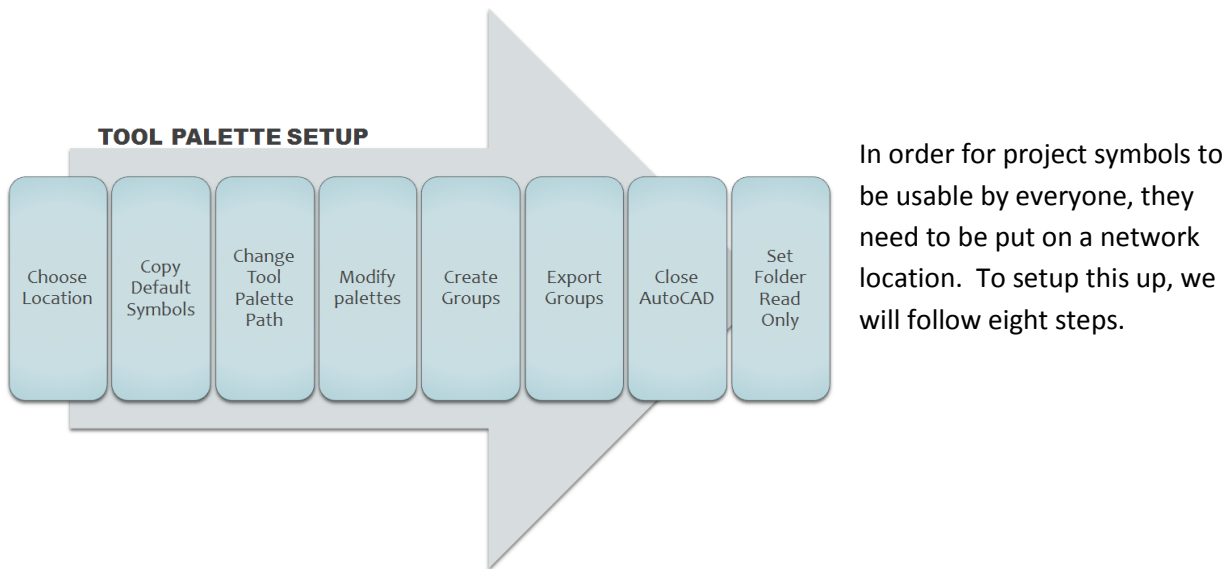 TOOL PALETTE SETUP
Choose
Location
Copy
Default
Symbols
Change
Tool
Palette
Path
Modify
palettes
Create
Groups
Export
Groups
Close
AutoCAD
Set
Folder
Read
Only
In order for project symbols to
be usable by everyone, they
need to be put on a network
location.  To setup this up, we
will follow eight steps.